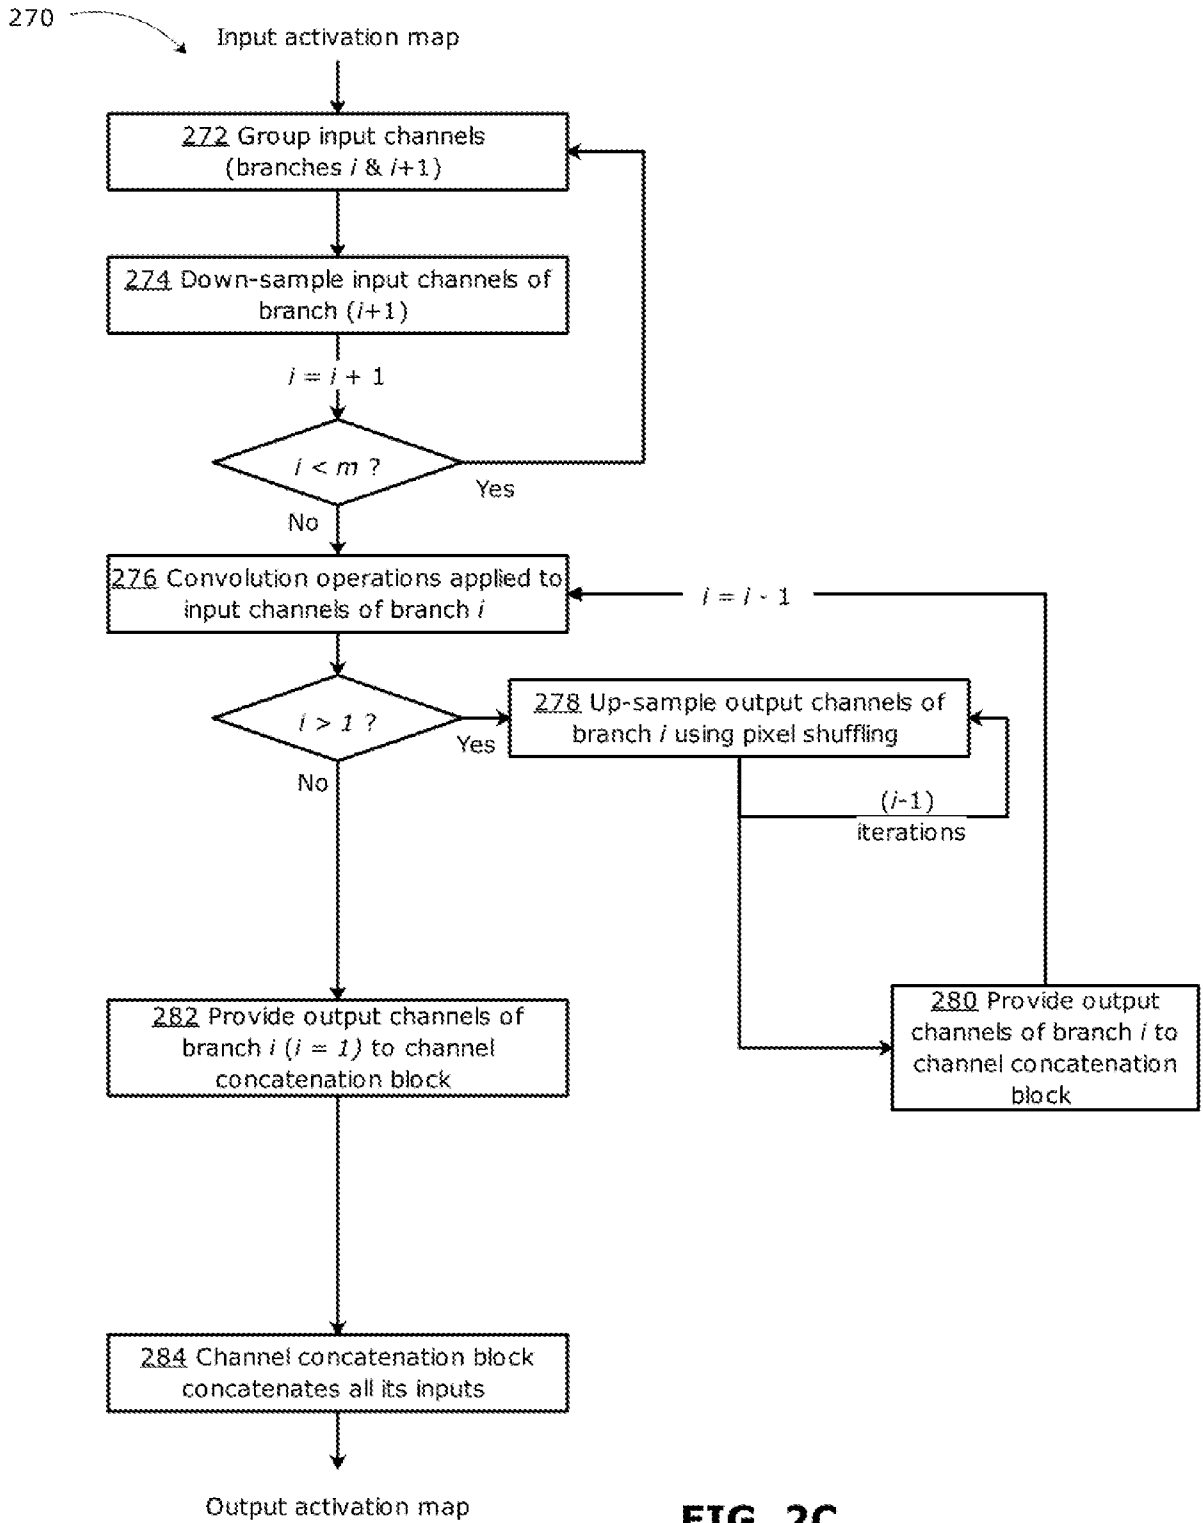 270
Input activation map
272 Group input channels
(branches i & i+1)
274 Down-sample input channels of
branch (i+1)
i = i + 1
i < m ?
Yes
No
276 Convolution operations applied to
input channels of branch i
i = i - 1
i > 1 ?
Yes
No
278 Up-sample output channels of
branch i using pixel shuffling
(i-1)
iterations
280 Provide output
channels of branch i to
channel concatenation
block
282 Provide output channels of
branch i (i = 1) to channel
concatenation block
284 Channel concatenation block
concatenates all its inputs
Output activation map
FIG. 2C